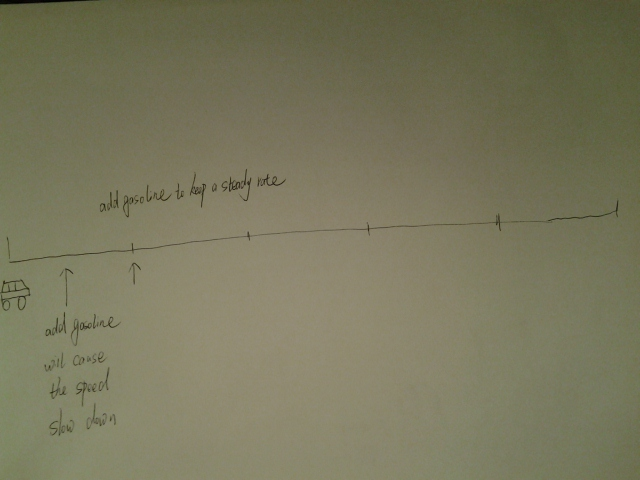 add gasoline to keep a steady rate
add gasoline
will cause
the speed
slow down